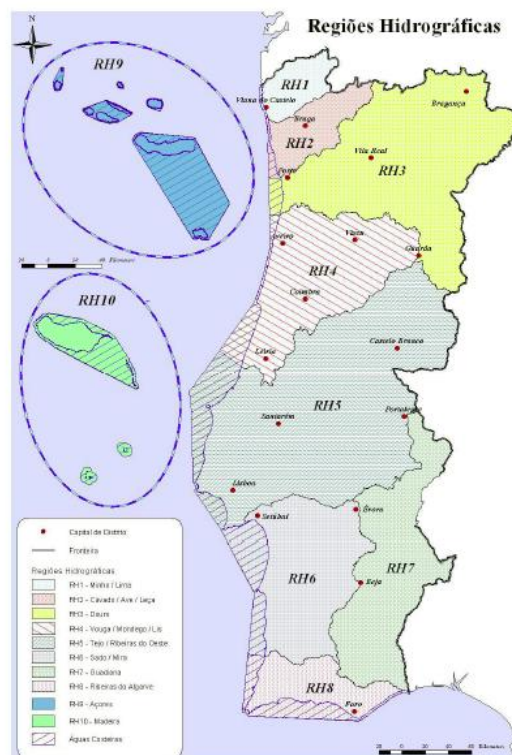 Regiões Hidrográficas
N
RH9
RH1
Viana do Castelo
Bragança
Braga
RH2
Vila Real
RH3
Porto
Aveiro
Viseu
Guarda
RH4
Coimbra
RH10
Castelo Branco
Leiria
RH5
Portalegre
Santarém
Lisboa
Setúbal
Évora
RH6
RH7
Beja
RH8
Faro
Capital de Distrito
Fronteira
Regiões Hidrográficas
RH1 - Minho / Lima
RH2 - Cávado / Ave / Leça
RH3 - Douro
RH4 - Vouga / Mondego / Lis
RH5 - Tejo / Ribeiras do Oeste
RH6 - Sado / Mira
RH7 - Guadiana
RH8 - Ribeiras do Algarve
RH9 - Açores
RH10 - Madeira
Águas Costeiras